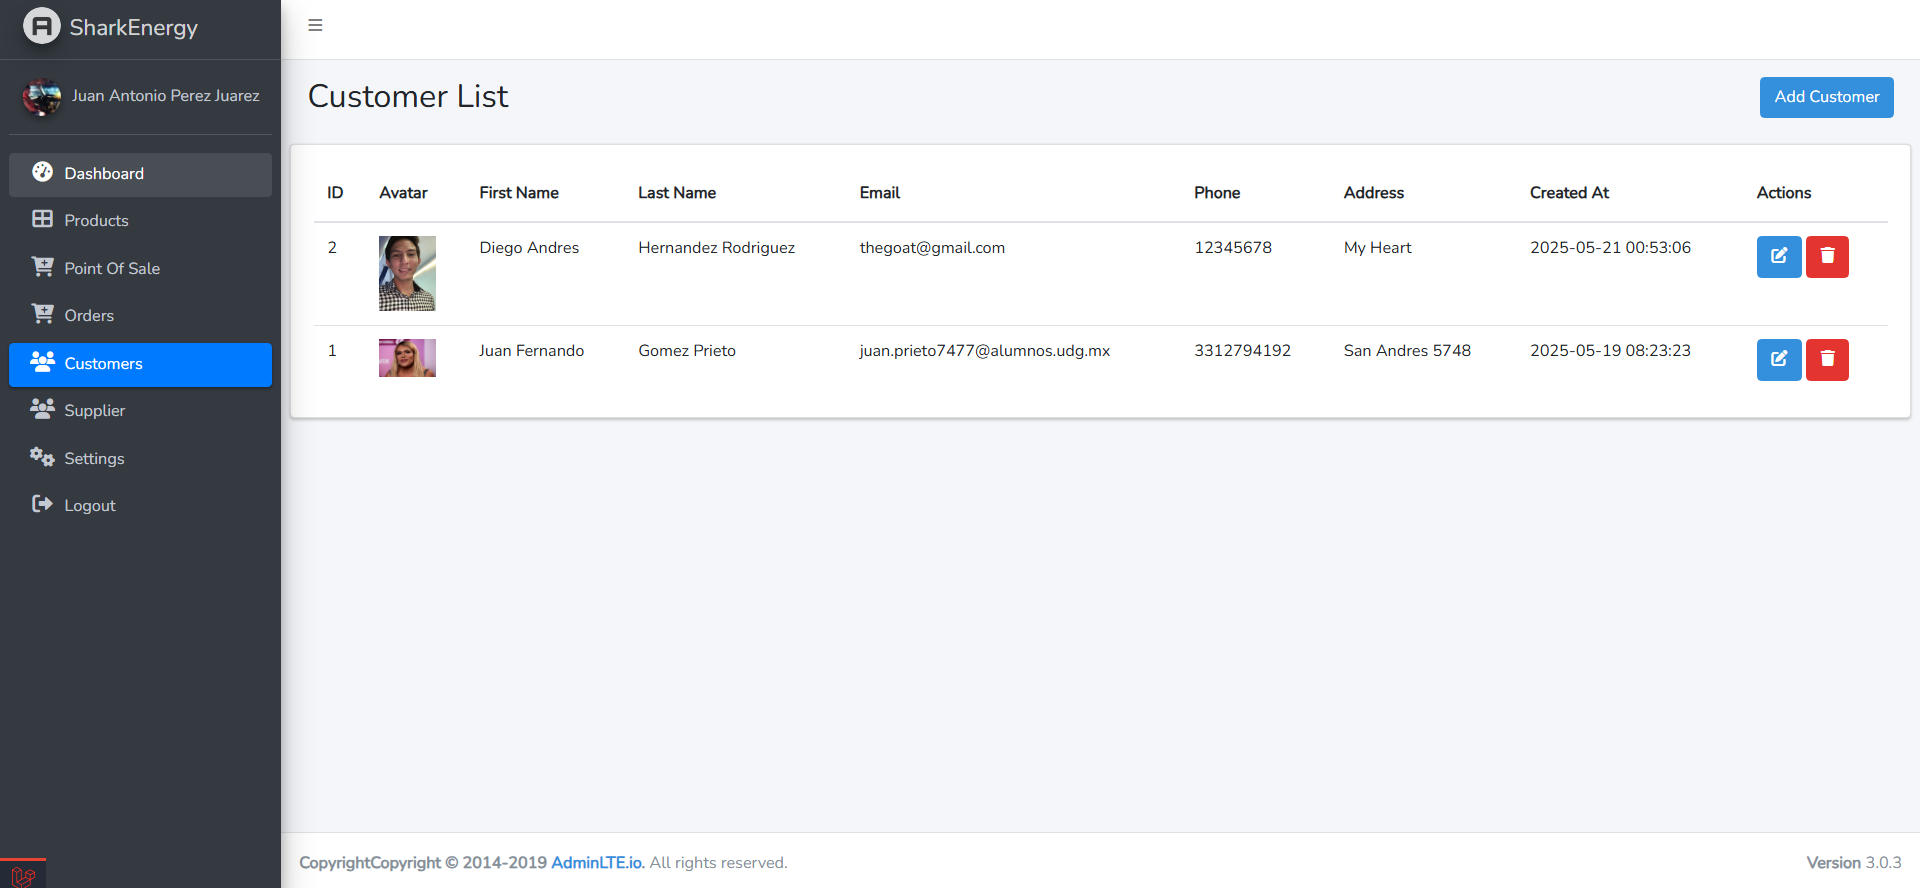 SharkEnergy
Juan Antonio Perez Juarez
Dashboard
Products
Point Of Sale
Orders
Customers
Supplier
Settings
Logout
Customer List
Add Customer
ID Avatar First Name Last Name Email Phone Address Created At Actions
2 Diego Andres Hernandez Rodriguez thegoat@gmail.com 12345678 My Heart 2025-05-21 00:53:06
1 Juan Fernando Gomez Prieto juan.prieto7477@alumnos.udg.mx 3312794192 San Andres 5748 2025-05-19 08:23:23
CopyrightCopyright © 2014-2019 AdminLTE.io. All rights reserved.
Version 3.0.3